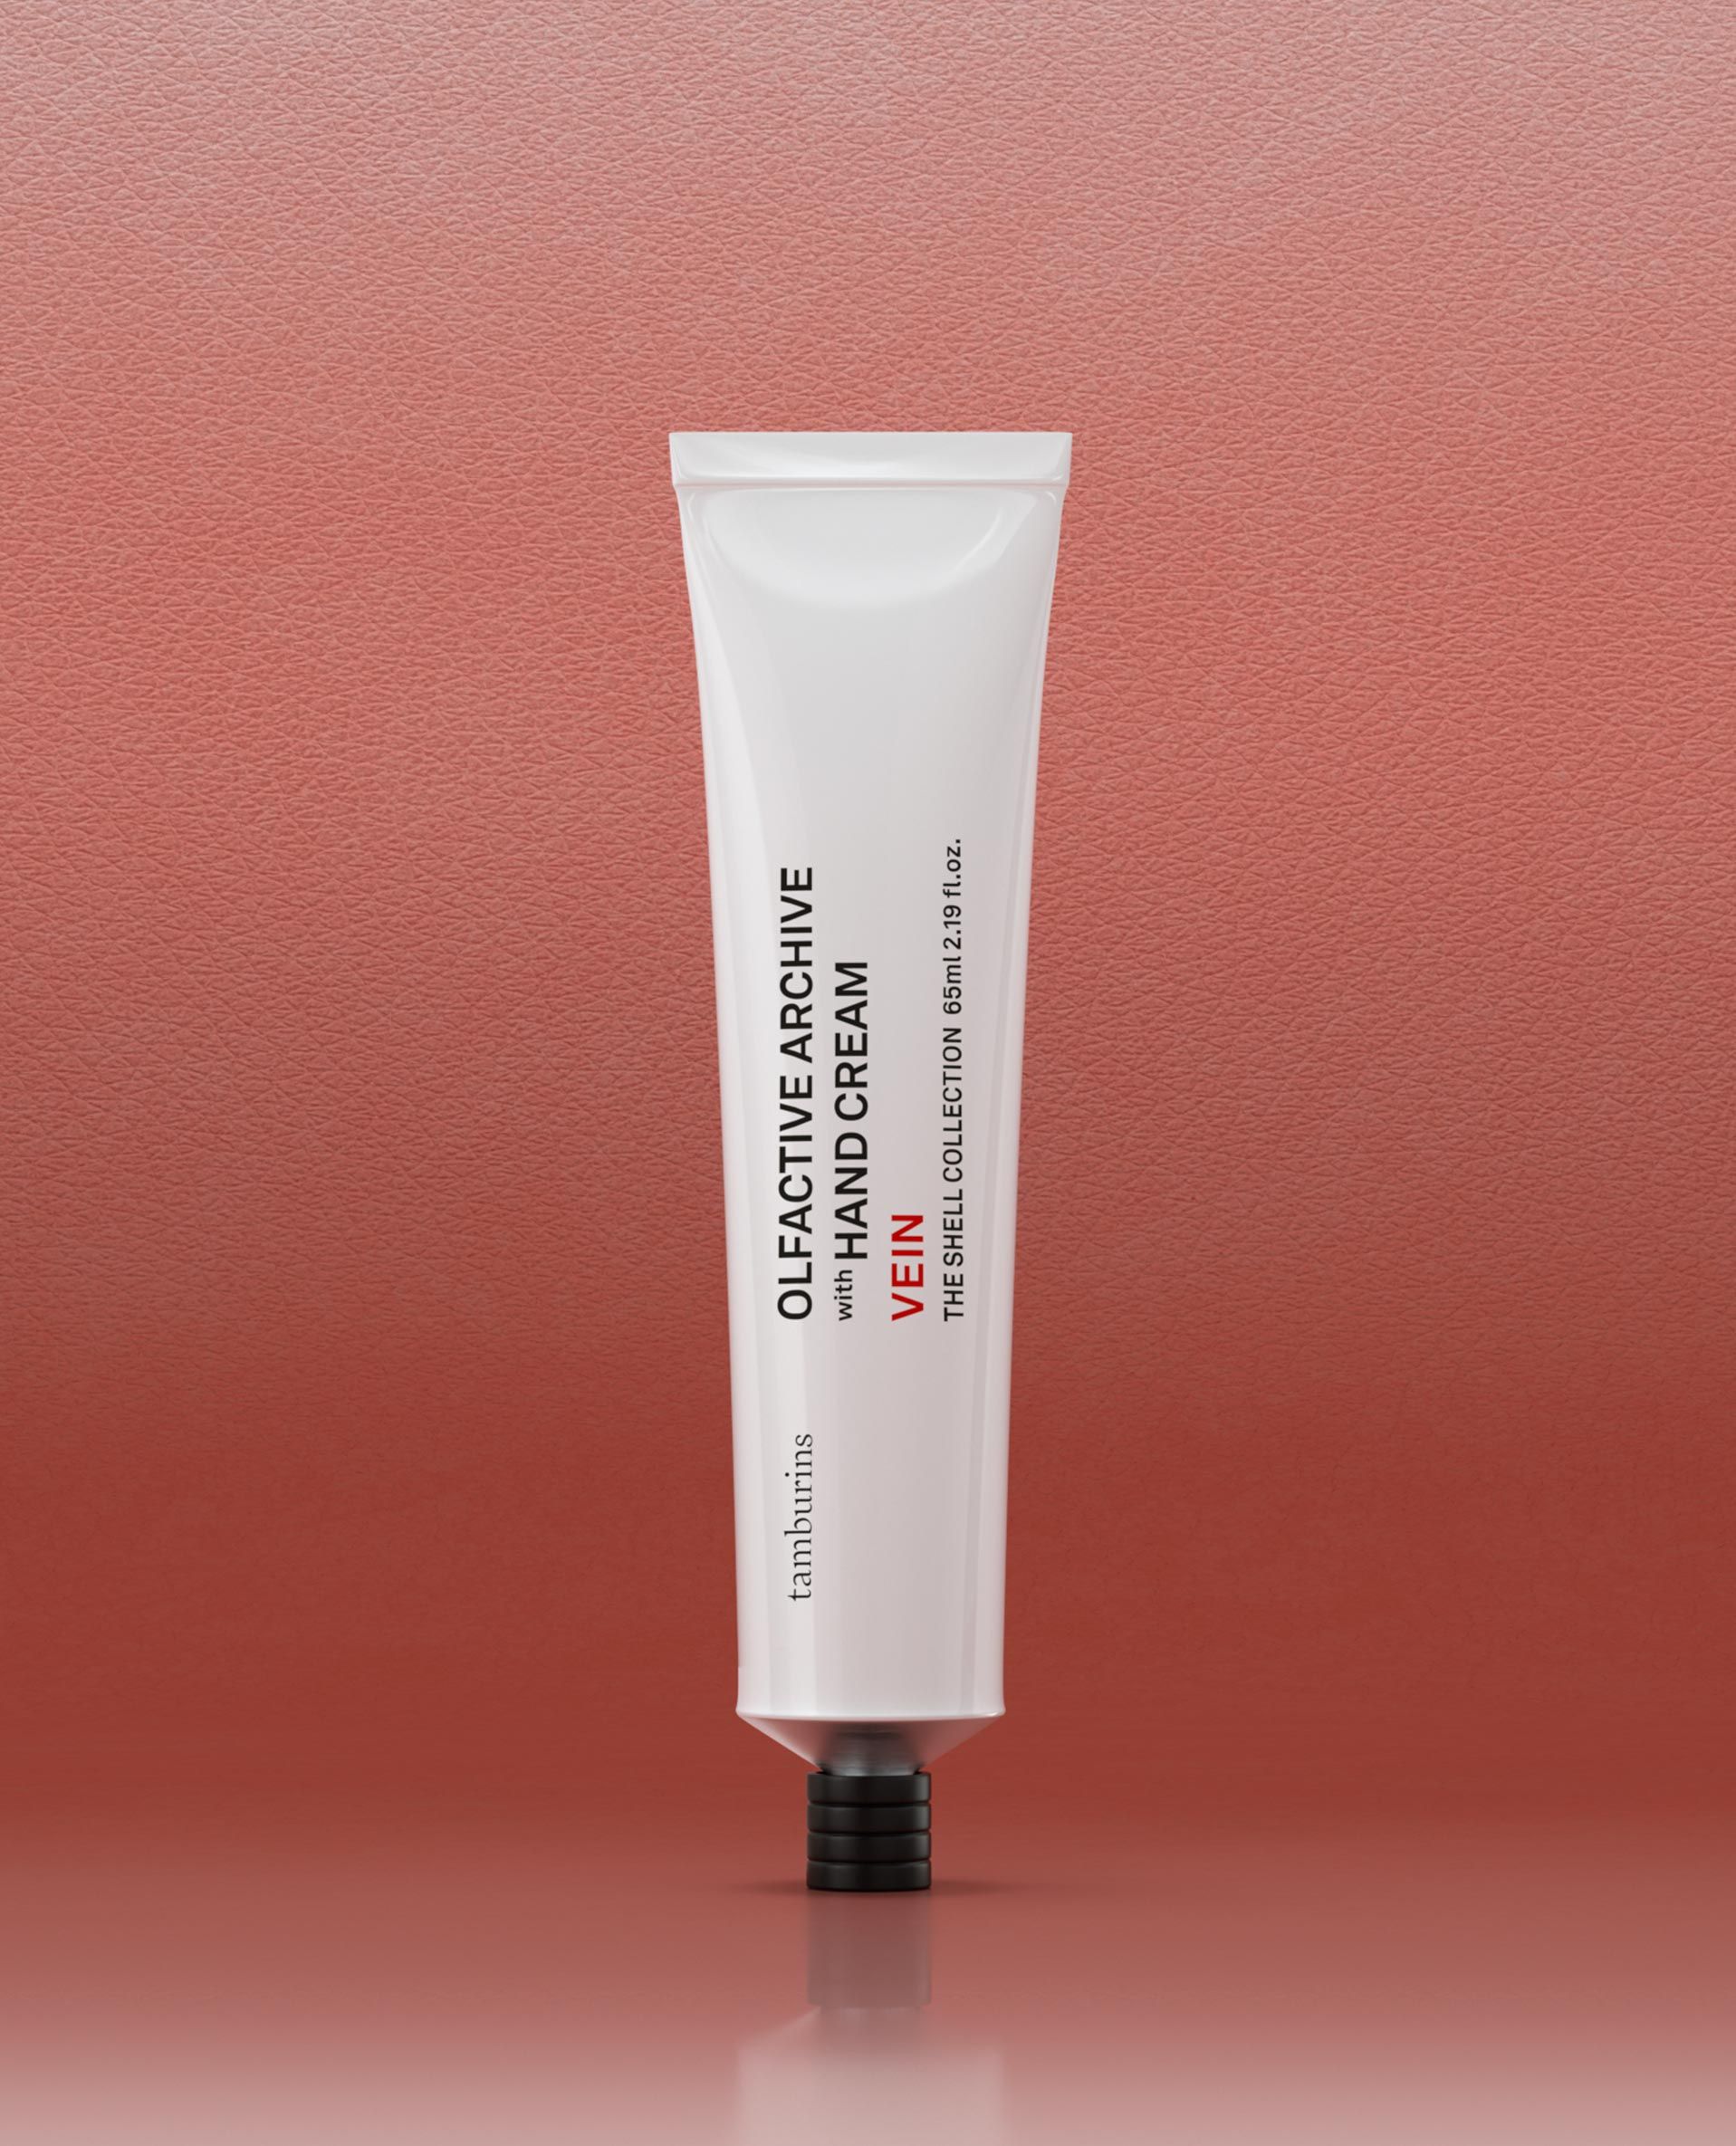 OLFACTIVE ARCHIVE
with HAND CREAM
VEIN
THE SHELL COLLECTION 65ml 2.19 fl.oz.
tamburins